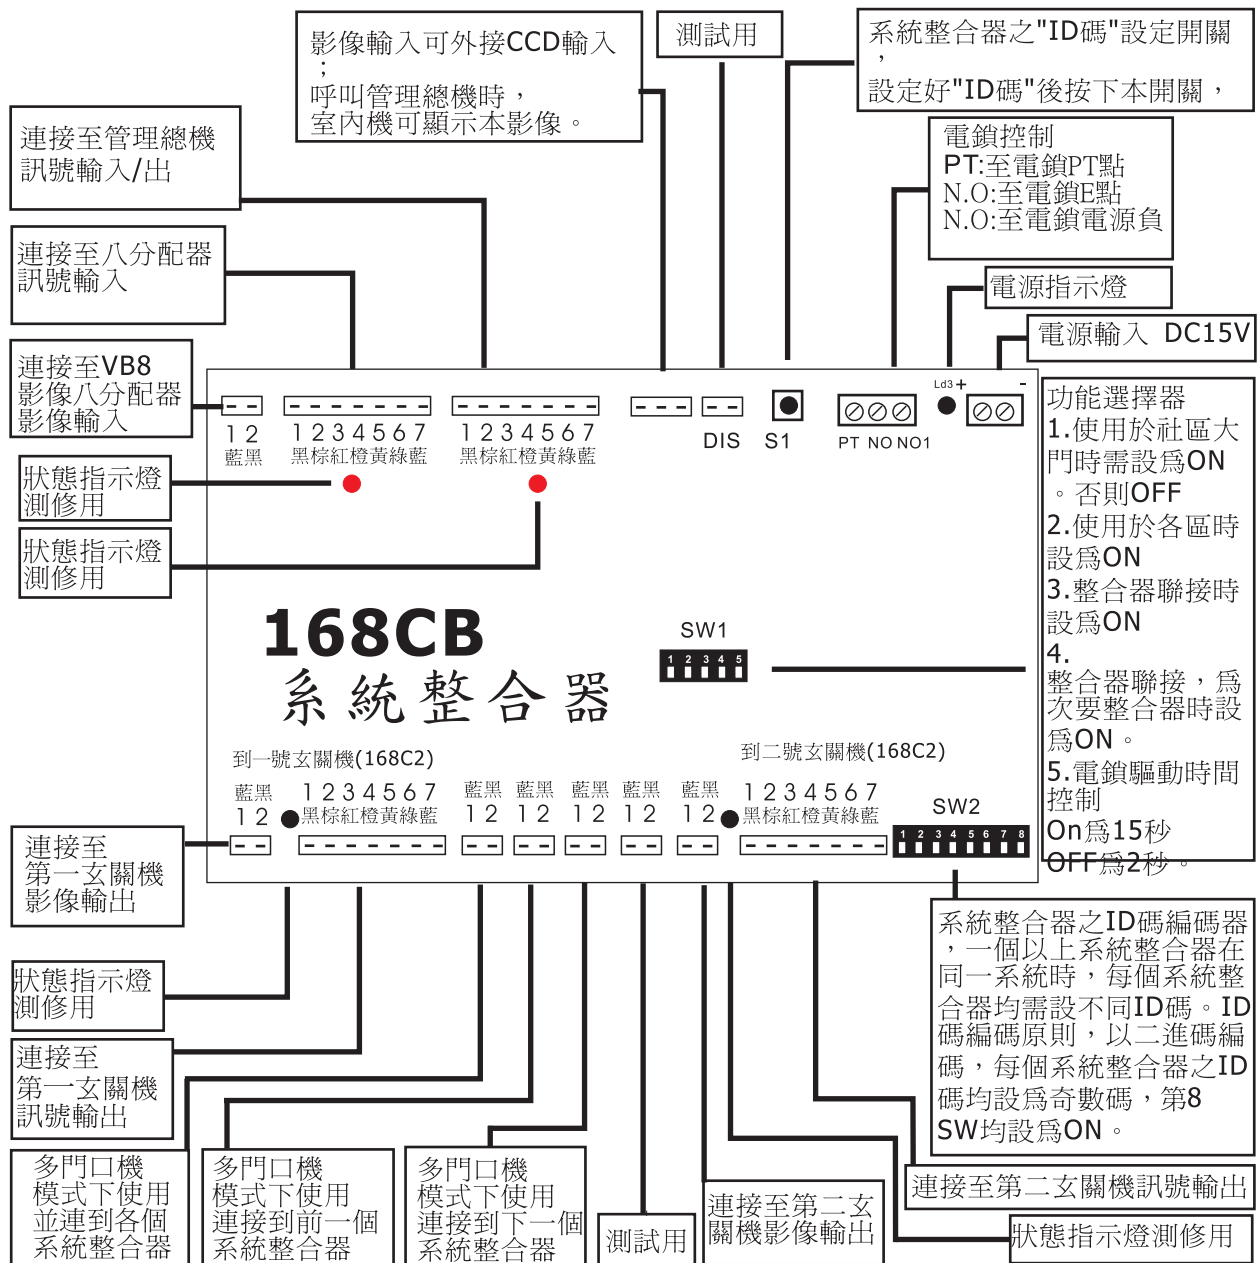 影像輸入可外接CCD輸入
；
呼叫管理總機時，
室內機可顯示本影像。
測試用
系統整合器之"ID碼"設定開關
，
設定好"ID碼"後按下本開關，
連接至管理總機
訊號輸入/出
電鎖控制
PT:至電鎖PT點
N.O:至電鎖E點
N.O:至電鎖電源負
連接至八分配器
訊號輸入
電源指示燈
電源輸入 DC15V
連接至VB8
影像八分配器
影像輸入
狀態指示燈
測修用
狀態指示燈
測修用
1 2
藍黑
1 2 3 4 5 6 7
黑棕紅橙黃綠藍
1 2 3 4 5 6 7
黑棕紅橙黃綠藍
DIS
S1
PT NO NO1
Ld3 + -
功能選擇器
1.使用於社區大
門時需設爲ON
。否則OFF
2.使用於各區時
設爲ON
3.整合器聯接時
設爲ON
4.
整合器聯接，爲
次要整合器時設
爲ON。
5.電鎖驅動時間
控制
On爲15秒
OFF爲2秒。
168CB
系統整合器
SW1
1 2 3 4 5
到一號玄關機(168C2)
到二號玄關機(168C2)
藍黑
1 2
1 2 3 4 5 6 7
黑棕紅橙黃綠藍
藍黑
1 2
藍黑
1 2
藍黑
1 2
藍黑
1 2
藍黑
1 2
1 2 3 4 5 6 7
黑棕紅橙黃綠藍
SW2
1 2 3 4 5 6 7 8
連接至
第一玄關機
影像輸出
狀態指示燈
測修用
連接至
第一玄關機
訊號輸出
系統整合器之ID碼編碼器
，一個以上系統整合器在
同一系統時，每個系統整
合器均需設不同ID碼。ID
碼編碼原則，以二進碼編
碼，每個系統整合器之ID
碼均設爲奇數碼，第8
SW均設爲ON。
多門口機
模式下使用
並連到各個
系統整合器
多門口機
模式下使用
連接到前一個
系統整合器
多門口機
模式下使用
連接到下一個
系統整合器
測試用
連接至第二玄
關機影像輸出
連接至第二玄關機訊號輸出
狀態指示燈測修用